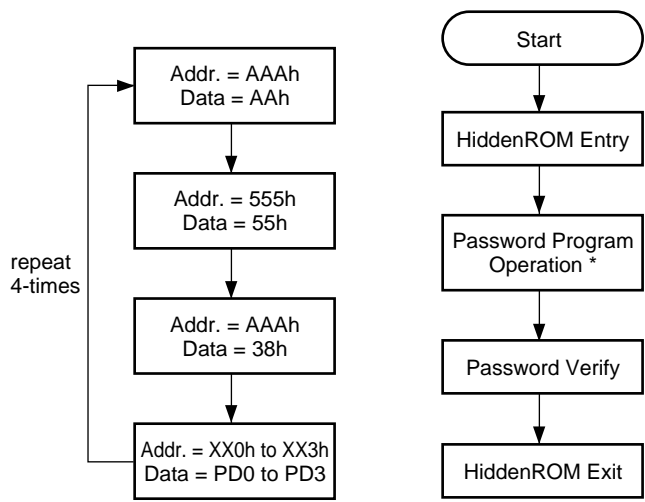 Addr. = AAAh
Data = AAh
Addr. = 555h
Data = 55h
repeat
4-times
Addr. = AAAh
Data = 38h
Addr. = XX0h to XX3h
Data = PD0 to PD3
Start
HiddenROM Entry
Password Program
Operation *
Password Verify
HiddenROM Exit